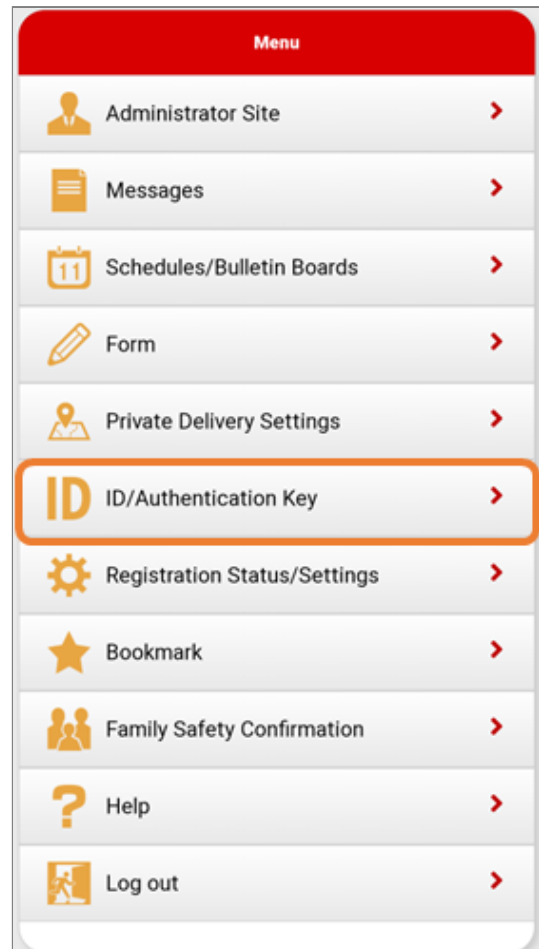 Menu
Administrator Site
Messages
11
Schedules/Bulletin Boards
Form
Private Delivery Settings
ID
ID/Authentication Key
Registration Status/Settings
Bookmark
Family Safety Confirmation
?
Help
Log out